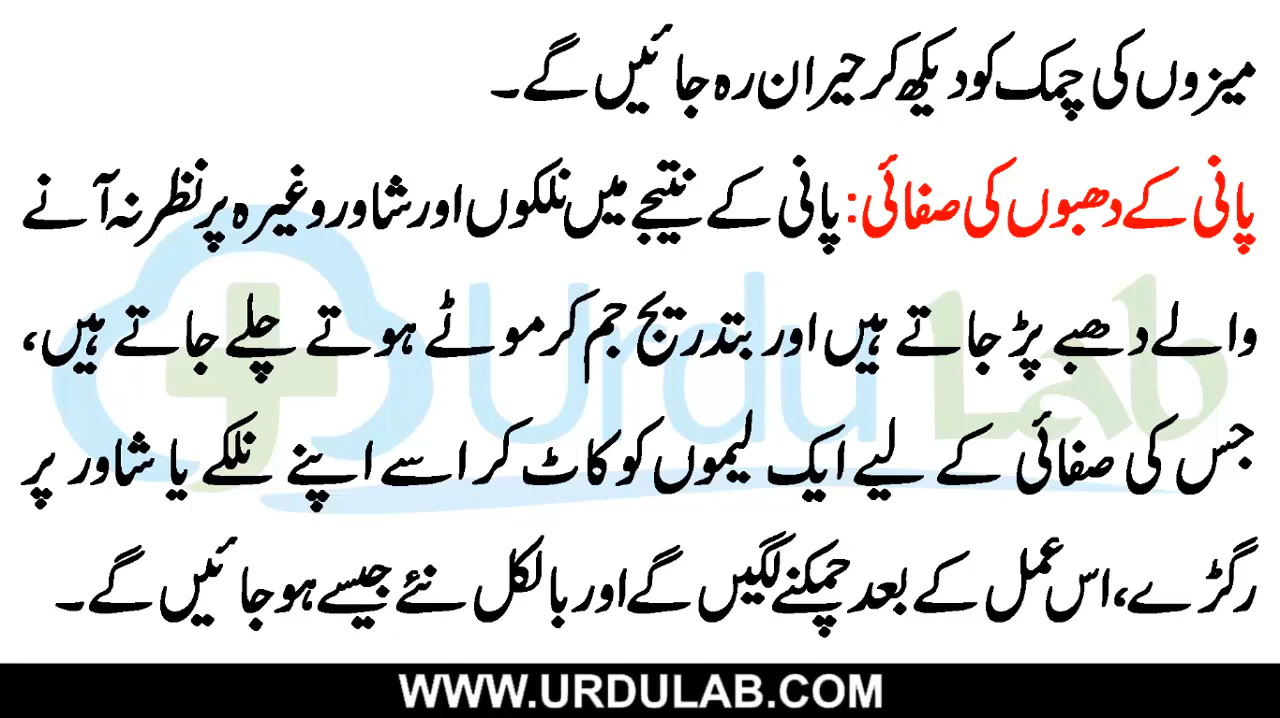 میزوں کی چمک کو دیکھ کر حیران رہ جائیں گے۔
پانی کے دھبوں کی صفائی: پانی کے نتیجے میں نلکوں اور شاور وغیرہ پر نظر نہ آنے
والے دھبے پڑ جاتے ہیں اور بتدریج جم کر موٹے ہوتے چلے جاتے ہیں،
جس کی صفائی کے لیے ایک لیموں کو کاٹ کر اسے اپنے نلکے یا شاور پر
رگڑے، اس عمل کے بعد چمکنے لگیں گے اور بالکل نئے جیسے ہو جائیں گے۔
Urdu Lab
WWW.URDULAB.COM